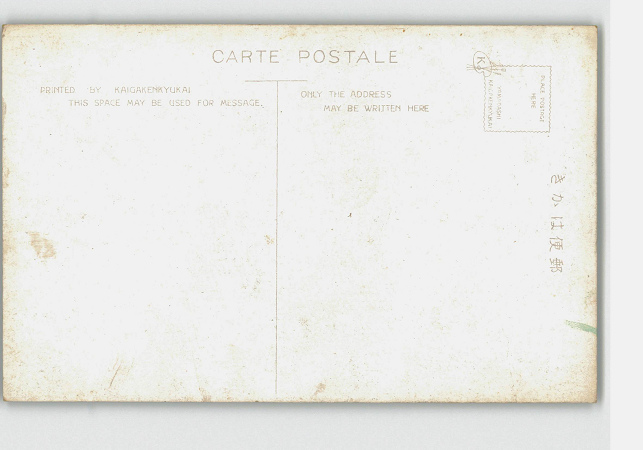 CARTE POSTALE
PRINTED BY KAIGAKENKYUKAI
THIS SPACE MAY BE USED FOR MESSAGE.
ONLY THE ADDRESS
MAY BE WRITTEN HERE
PLACE POSTAGE
HERE
KAIGAKENKYUKAI
きかは便郵